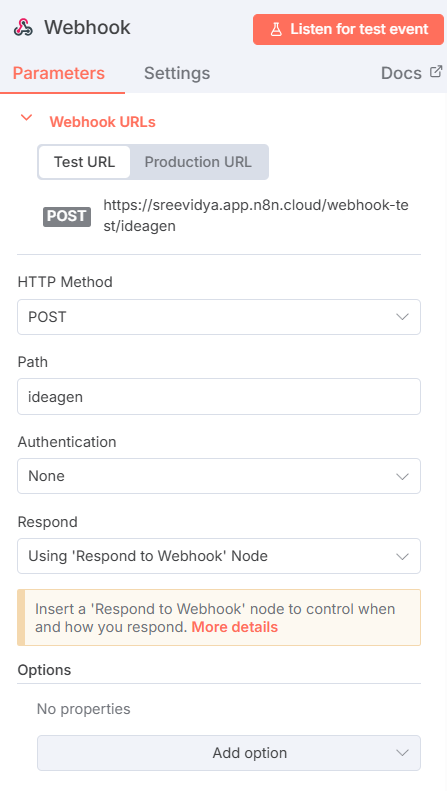 Webhook
Listen for test event
Parameters
Settings
Docs
Webhook URLs
Test URL
Production URL
POST
https://sreevidya.app.n8n.cloud/webhook-te
st/ideagen
HTTP Method
POST
Path
ideagen
Authentication
None
Respond
Using 'Respond to Webhook' Node
Insert a 'Respond to Webhook' node to control when
and how you respond. More details
Options
No properties
Add option